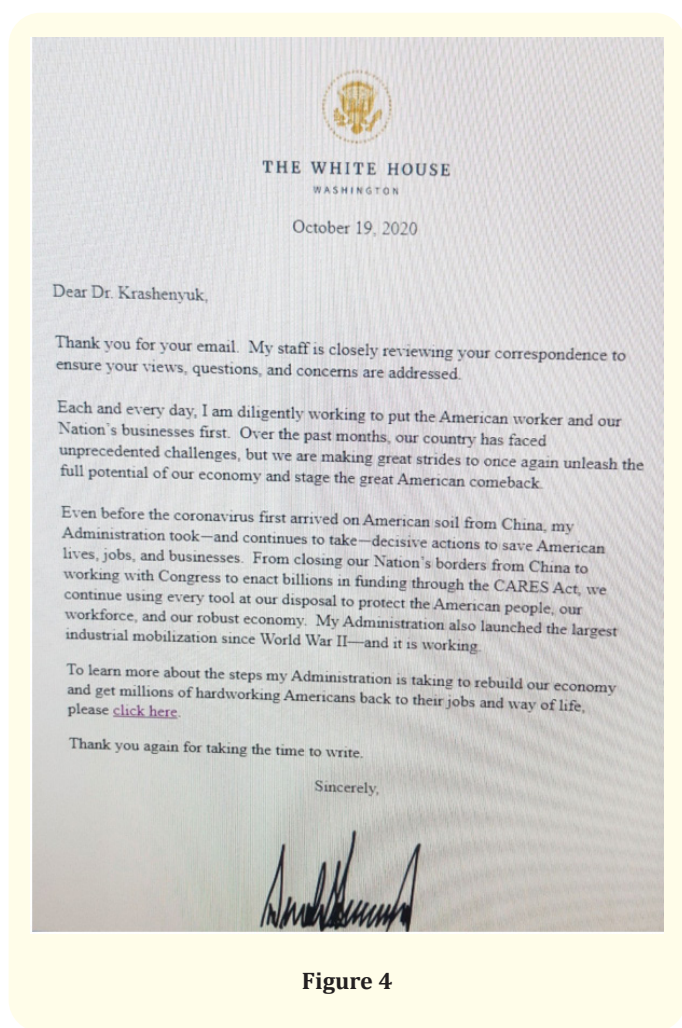 THE WHITE HOUSE
WASHINGTON
October 19, 2020
Dear Dr. Krashenyuk,
Thank you for your email. My staff is closely reviewing your correspondence to
ensure your views, questions, and concerns are addressed.
Each and every day, I am diligently working to put the American worker and our
Nation's businesses first. Over the past months, our country has faced
unprecedented challenges, but we are making great strides to once again unleash the
full potential of our economy and stage the great American comeback.
Even before the coronavirus first arrived on American soil from China, my
Administration took—and continues to take—decisive actions to save American
lives, jobs, and businesses. From closing our Nation's borders from China to
working with Congress to enact billions in funding through the CARES Act, we
continue using every tool at our disposal to protect the American people, our
workforce, and our robust economy. My Administration also launched the largest
industrial mobilization since World War II—and it is working.
To learn more about the steps my Administration is taking to rebuild our economy
and get millions of hardworking Americans back to their jobs and way of life,
please click here.
Thank you again for taking the time to write.
Sincerely,
Figure 4